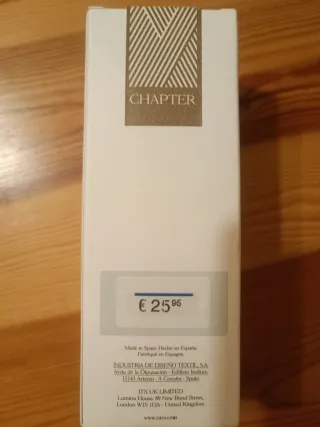 CHAPTER
€ 25,95
Made in Spain. Hecho en España.
Fabriqué en Espagne
INDUSTRIA DE DISEÑO TEXTIL, S.A.
Avda de la Diputación · Edificio Inditex,
15143 Arteixo · A Coruña · Spain
ITX UK LIMITED
Lumina House 89 New Bond Street,
London W1S 1DA · United Kingdom
www.zara.com